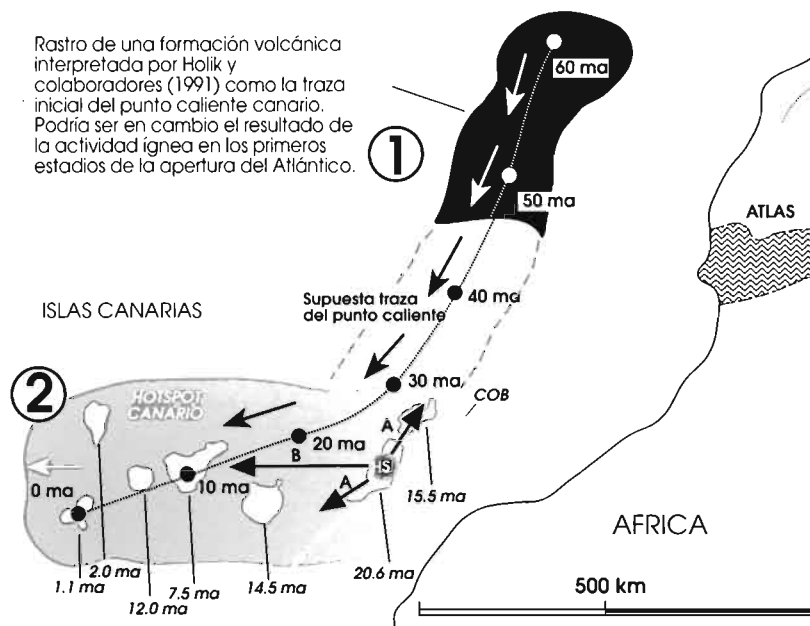 Rastro de una formación volcánica
interpretada por Holik y
colaboradores (1991) como la traza
inicial del punto caliente canario.
Podría ser en cambio el resultado de
la actividad ígnea en los primeros
estadios de la apertura del Atlántico.
1
60 ma
50 ma
ATLAS
40 ma
Supuesta traza
del punto caliente
ISLAS CANARIAS
30 ma
COB
2
HOTSPOT
CANARIO
20 ma
A
B
S
0 ma
10 ma
A
15.5 ma
AFRICA
2.0 ma
20.6 ma
1.1 ma
7.5 ma
14.5 ma
12.0 ma
500 km